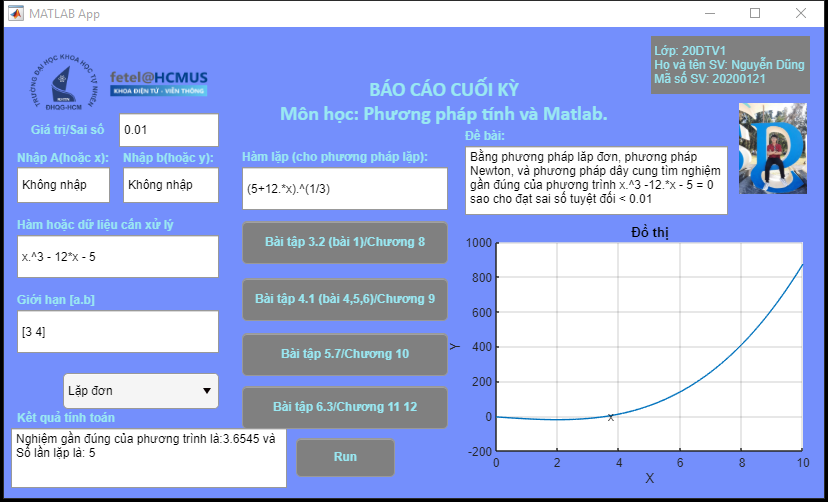 MATLAB App
Lớp: 20DTV1
Họ và tên SV: Nguyễn Dũng
Mã số SV: 20200121
TRƯỜNG ĐẠI HỌC KHOA HỌC TỰ NHIÊN
ĐHQG-HCM
fetel@HCMUS
KHOA ĐIỆN TỬ - VIỄN THÔNG
BÁO CÁO CUỐI KỲ
Môn học: Phương pháp tính và Matlab.
Giá trị/Sai số
0.01
Nhập A(hoặc x):
Nhập b(hoặc y):
Không nhập
Không nhập
Hàm lặp (cho phương pháp lặp):
(5+12.*x).^(1/3)
Đề bài:
Bằng phương pháp lặp đơn, phương pháp
Newton, và phương pháp dây cung tìm nghiệm
gần đúng của phương trình x.^3 -12.*x - 5 = 0
sao cho đạt sai số tuyệt đối < 0.01
Hàm hoặc dữ liệu cần xử lý
x.^3 - 12*x - 5
Giới hạn [a.b]
[3 4]
Lặp đơn
Bài tập 3.2 (bài 1)/Chương 8
Bài tập 4.1 (bài 4,5,6)/Chương 9
Bài tập 5.7/Chương 10
Bài tập 6.3/Chương 11 12
Kết quả tính toán
Nghiệm gần đúng của phương trình là:3.6545 và
Số lần lặp là: 5
Run
Đồ thị
1000
800
600
400
200
0
-200
Y
x
0 2 4 6 8 10
X